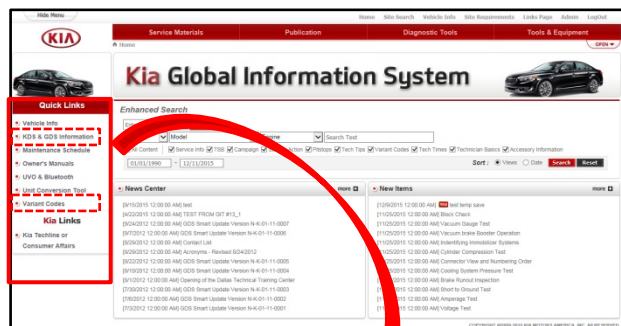 Hide Menu
Home Site Search Vehicle Info Site Requirements Links Page Admin LogOut
KIA
Service Materials Publication Diagnostic Tools Tools & Equipment
Home OPEN
Kia Global Information System
Quick Links
Vehicle Info
KDS & GDS Information
Maintenance Schedule
Owner's Manuals
UVO & Bluetooth
Unit Conversion Tool
Variant Codes
Kia Links
Kia Techline or
Consumer Affairs
Enhanced Search
Model Search Text
All Content Service Info TSB Campaign Action Pitstops Tech Tips Variant Codes Tech Times Technician Basics Accessory Information
01/01/1990 ~ 12/11/2015 Sort : Views Date Search Reset
News Center more
[9/15/2015 12:00:00 AM] test
[4/22/2015 12:00:00 AM] TEST FROM GIT #13_1
[9/24/2012 12:00:00 AM] GDS Smart Update Version N-K-01-11-0007
[9/7/2012 12:00:00 AM] GDS Smart Update Version N-K-01-11-0006
[8/29/2012 12:00:00 AM] Contact List
[8/29/2012 12:00:00 AM] Acronyms - Revised 8/24/2012
[8/22/2012 12:00:00 AM] GDS Smart Update Version N-K-01-11-0005
[8/10/2012 12:00:00 AM] GDS Smart Update Version N-K-01-11-0004
[8/1/2012 12:00:00 AM] Opening of the Dallas Technical Training Center
[7/30/2012 12:00:00 AM] GDS Smart Update Version N-K-01-11-0003
[7/6/2012 12:00:00 AM] GDS Smart Update Version N-K-01-11-0002
[7/3/2012 12:00:00 AM] GDS Smart Update Version N-K-01-11-0001
New Items more
[12/9/2015 12:00:00 AM] test temp save
[11/25/2015 12:00:00 AM] Block Check
[11/25/2015 12:00:00 AM] Vacuum Gauge Test
[11/25/2015 12:00:00 AM] Vacuum brake Booster Operation
[11/25/2015 12:00:00 AM] Indentifying Immobilizer Systems
[11/25/2015 12:00:00 AM] Cylinder Compression Test
2015 12:00:00 AM] Connector View and Numbering Order
2015 12:00:00 AM] Cooling System Pressure Test
2015 12:00:00 AM] Brake Runout Inspection
2015 12:00:00 AM] Short to Ground Test
2015 12:00:00 AM] Amperage Test
2015 12:00:00 AM] Voltage Test